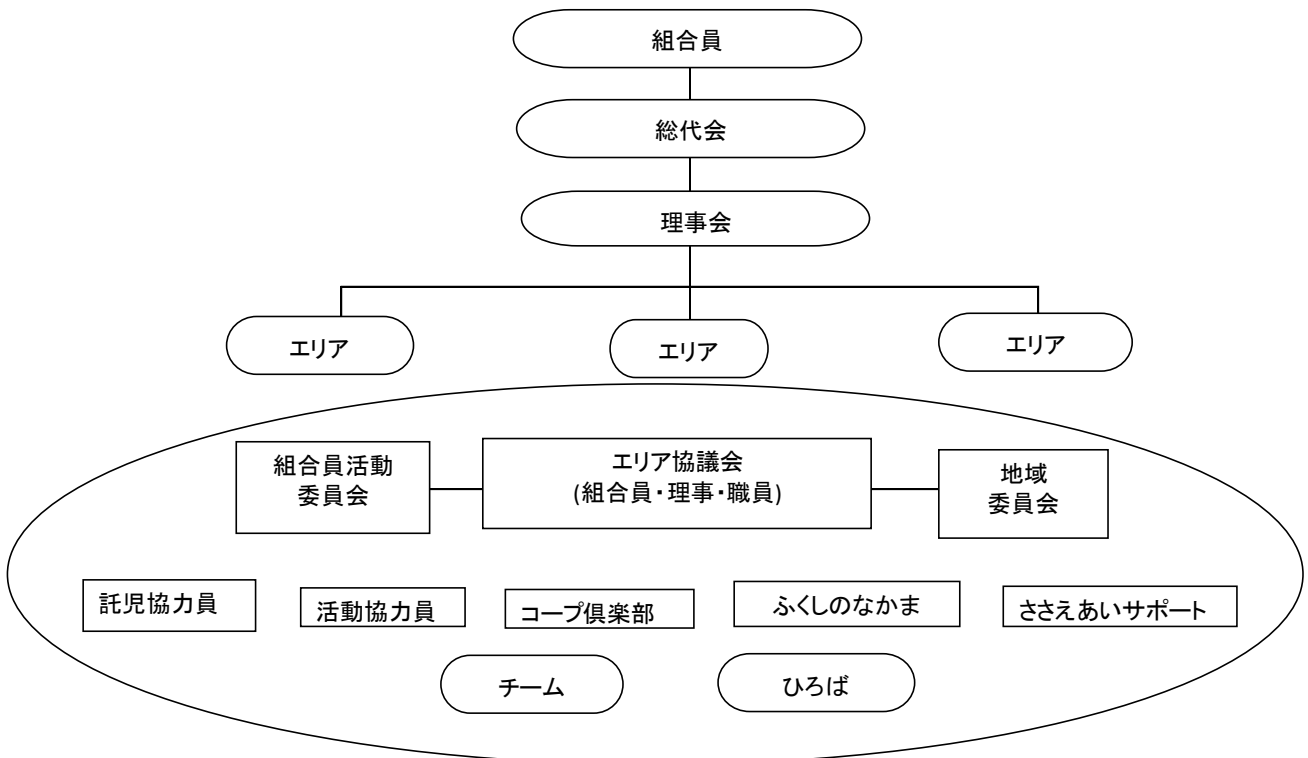 組合員
総代会
理事会
エリア
エリア
エリア
組合員活動
委員会
エリア協議会
(組合員・理事・職員)
地域
委員会
託児協力員
活動協力員
コープ倶楽部
ふくしのなかま
ささえあいサポート
チーム
ひろば